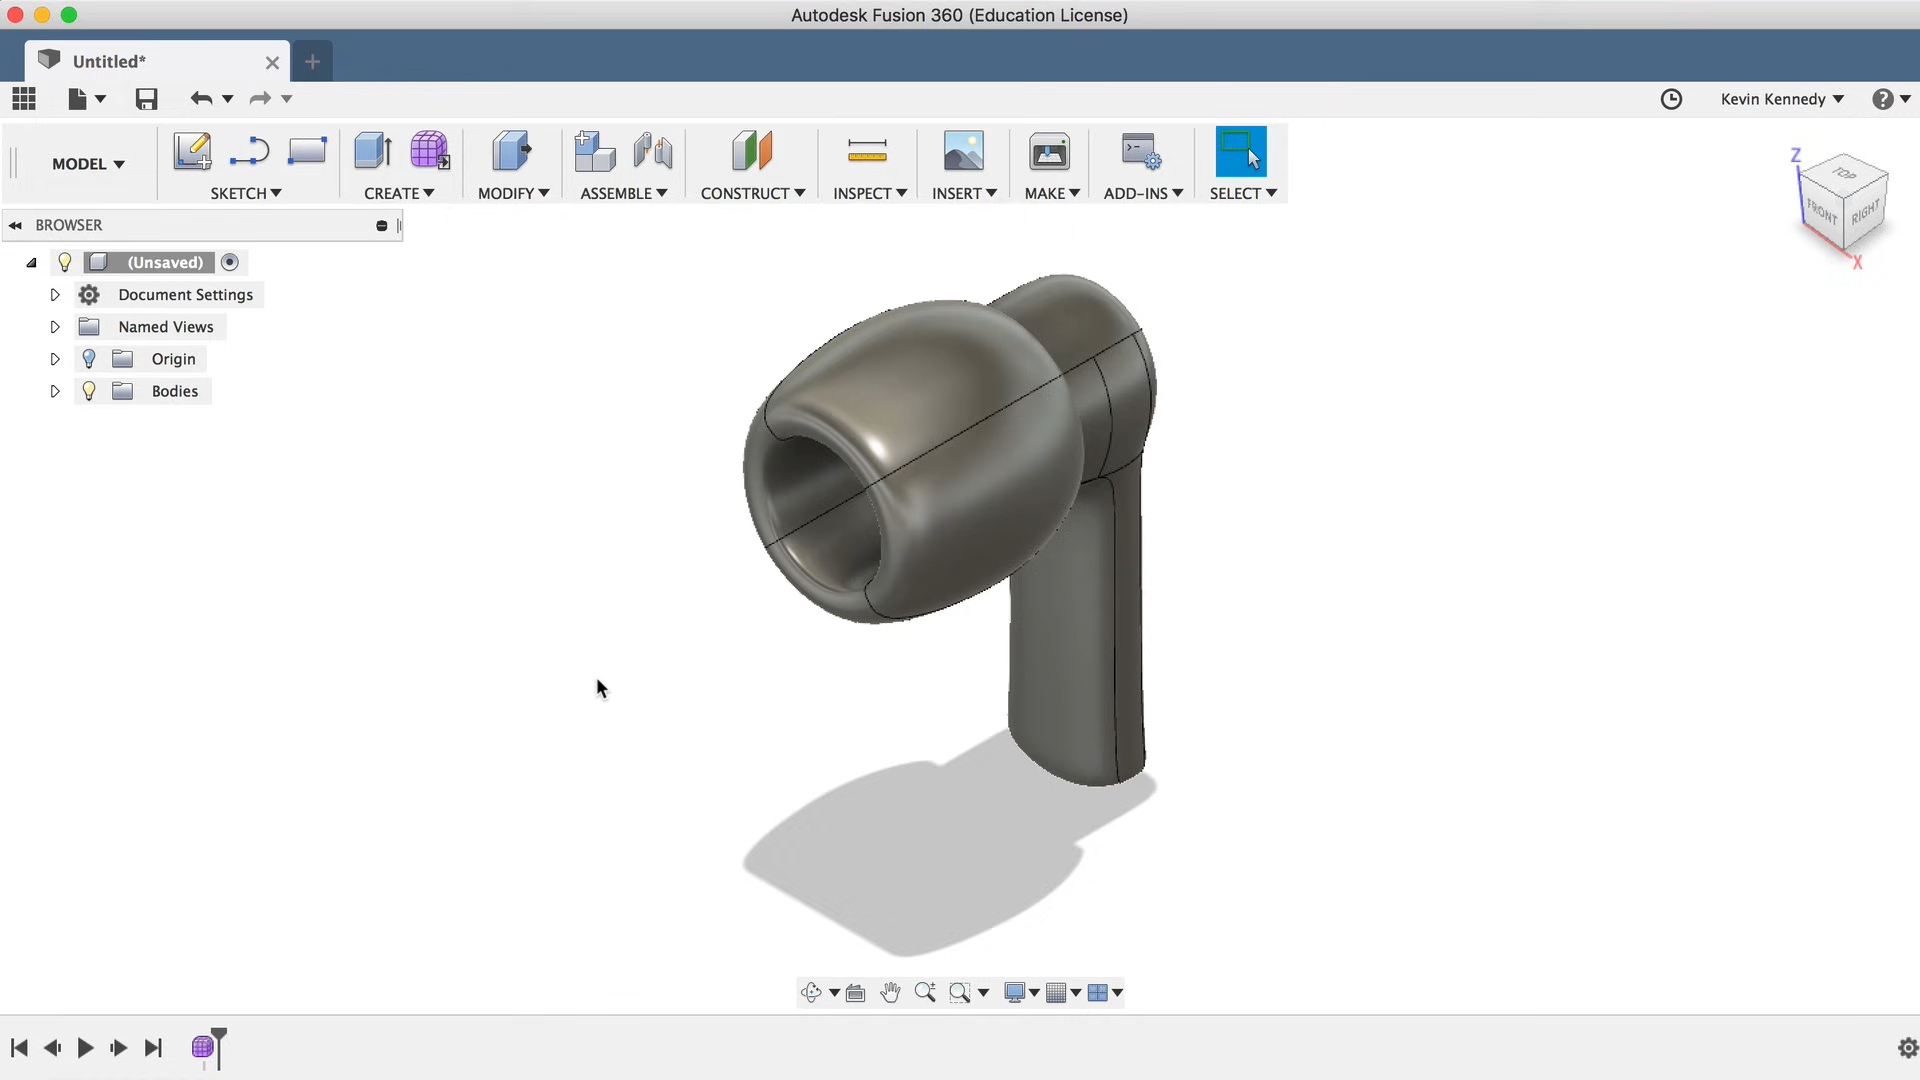 Autodesk Fusion 360 (Education License)
Untitled*
Kevin Kennedy
MODEL
SKETCH
CREATE
MODIFY
ASSEMBLE
CONSTRUCT
INSPECT
INSERT
MAKE
ADD-INS
SELECT
Z
TOP
FRONT
RIGHT
X
BROWSER
(Unsaved)
Document Settings
Named Views
Origin
Bodies